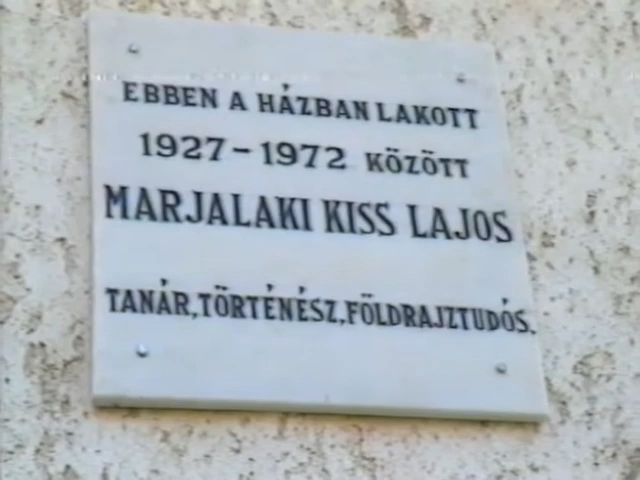 EBBEN A HÁZBAN LAKOTT
1927-1972 KÖZÖTT
MARJALAKI KISS LAJOS
TANÁR,TÖRTÉNÉSZ,FÖLDRAJZTUDÓS.